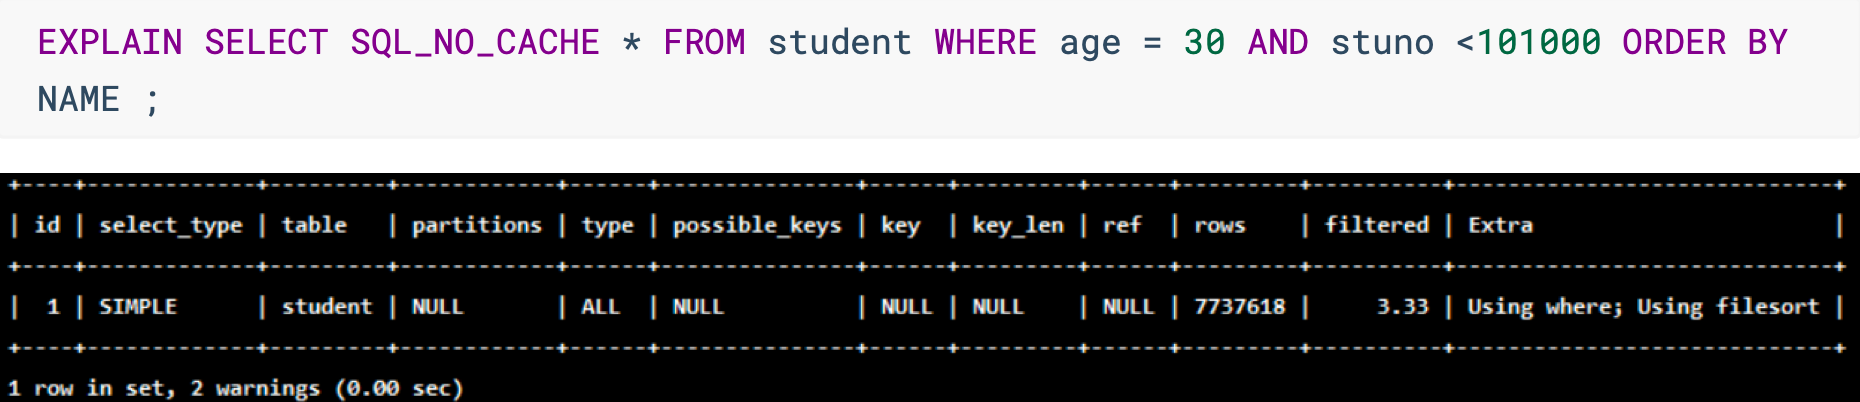 EXPLAIN SELECT SQL_NO_CACHE * FROM student WHERE age = 30 AND stuno <101000 ORDER BY
NAME ;
+----+-------------+---------+------------+------+---------------+------+---------+------+---------+----------+-----------------------------+
| id | select_type | table   | partitions | type | possible_keys | key  | key_len | ref  | rows    | filtered | Extra                       |
+----+-------------+---------+------------+------+---------------+------+---------+------+---------+----------+-----------------------------+
|  1 | SIMPLE      | student | NULL       | ALL  | NULL          | NULL | NULL    | NULL | 7737618 |     3.33 | Using where; Using filesort |
+----+-------------+---------+------------+------+---------------+------+---------+------+---------+----------+-----------------------------+
1 row in set, 2 warnings (0.00 sec)